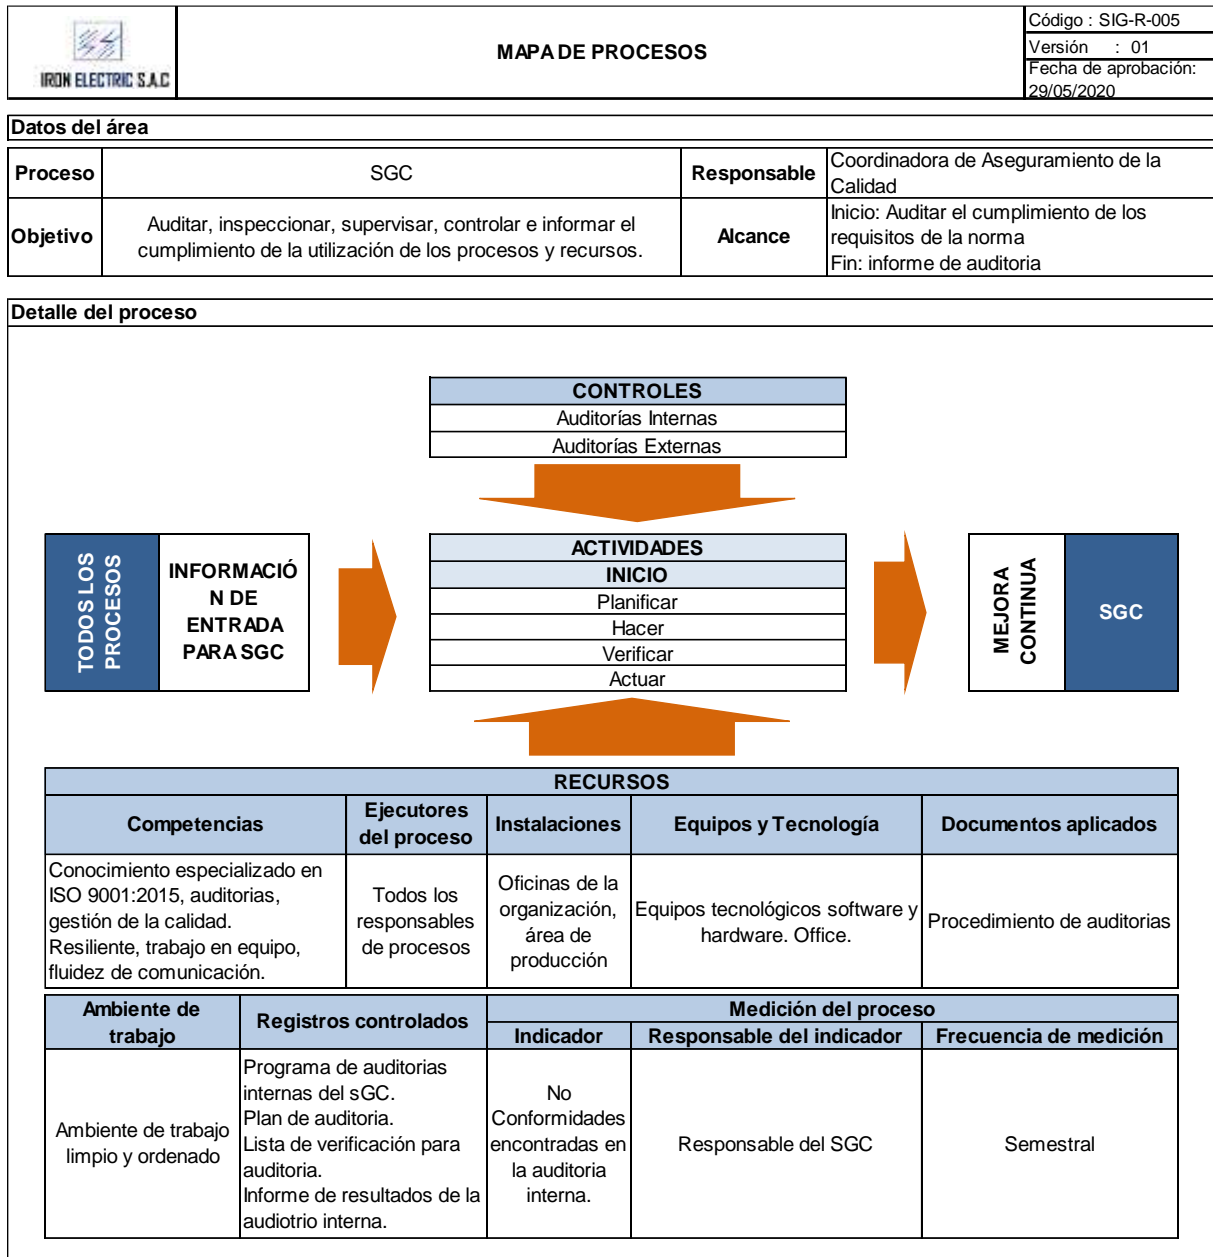 IRON ELECTRIC S.A.C
MAPA DE PROCESOS
Código : SIG-R-005
Versión : 01
Fecha de aprobación:
29/05/2020
Datos del área
Proceso
SGC
Responsable
Coordinadora de Aseguramiento de la
Calidad
Objetivo
Auditar, inspeccionar, supervisar, controlar e informar el
cumplimiento de la utilización de los procesos y recursos.
Alcance
Inicio: Auditar el cumplimiento de los
requisitos de la norma
Fin: informe de auditoria
Detalle del proceso
CONTROLES
Auditorías Internas
Auditorías Externas
TODOS LOS
PROCESOS
INFORMACIÓ
N DE
ENTRADA
PARA SGC
ACTIVIDADES
INICIO
Planificar
Hacer
Verificar
Actuar
MEJORA
CONTINUA
SGC
RECURSOS
Competencias
Ejecutores
del proceso
Instalaciones
Equipos y Tecnología
Documentos aplicados
Conocimiento especializado en
ISO 9001:2015, auditorias,
gestión de la calidad.
Resiliente, trabajo en equipo,
fluidez de comunicación.
Todos los
responsables
de procesos
Oficinas de la
organización,
área de
producción
Equipos tecnológicos software y
hardware. Office.
Procedimiento de auditorias
Ambiente de
trabajo
Registros controlados
Medición del proceso
Indicador
Responsable del indicador
Frecuencia de medición
Ambiente de trabajo
limpio y ordenado
Programa de auditorias
internas del sGC.
Plan de auditoria.
Lista de verificación para
auditoria.
Informe de resultados de la
audiotrio interna.
No
Conformidades
encontradas en
la auditoria
interna.
Responsable del SGC
Semestral